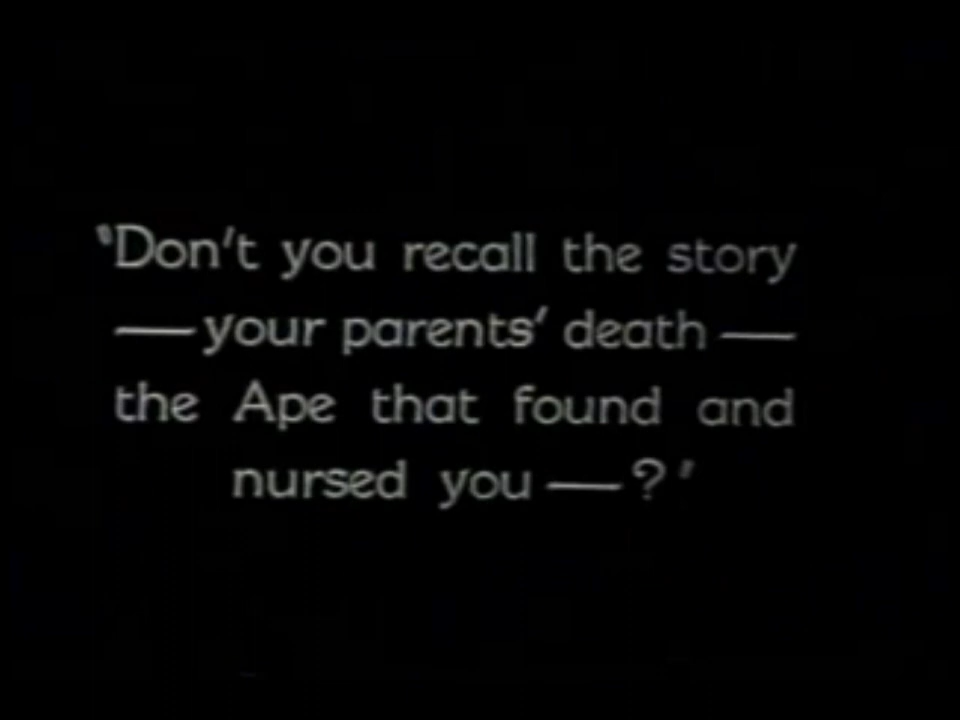 'Don't you recall the story
—your parents' death—
the Ape that found and
nursed you—?'